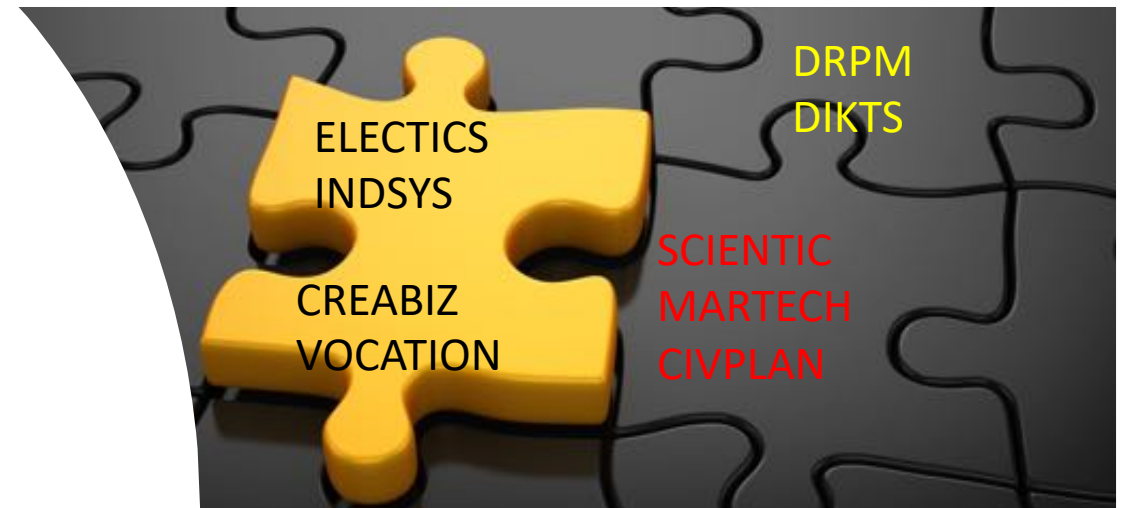 DRPM
DIKTS
ELECTICS
INDSYS
SCIENTIC
MARTECH
CIVPLAN
CREABIZ
VOCATION